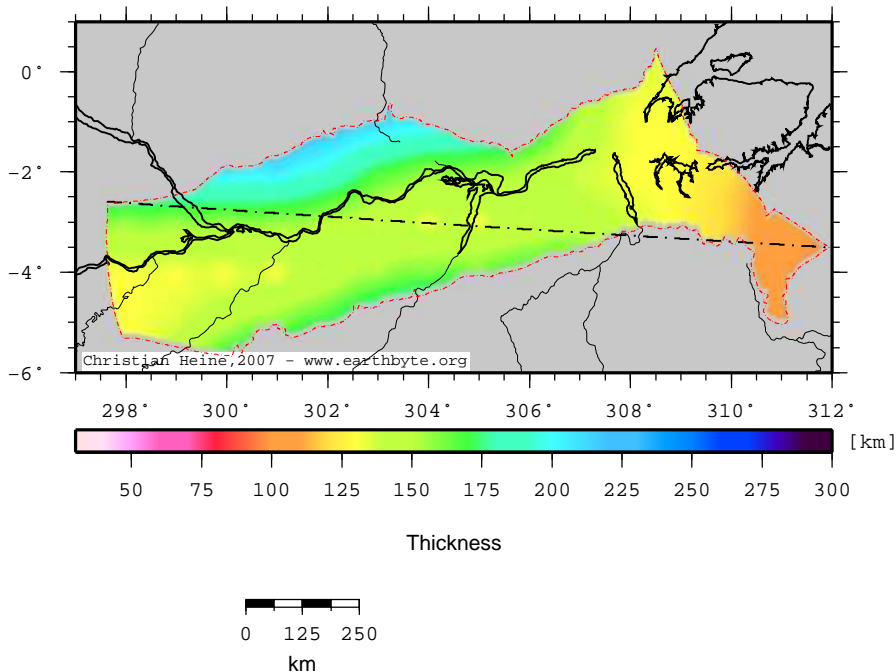 0°
−2°
−4°
−6°
Christian Heine,2007 - www.earthbyte.org
298° 300° 302° 304° 306° 308° 310° 312°
[km]
50 75 100 125 150 175 200 225 250 275 300
Thickness
0 125 250
km